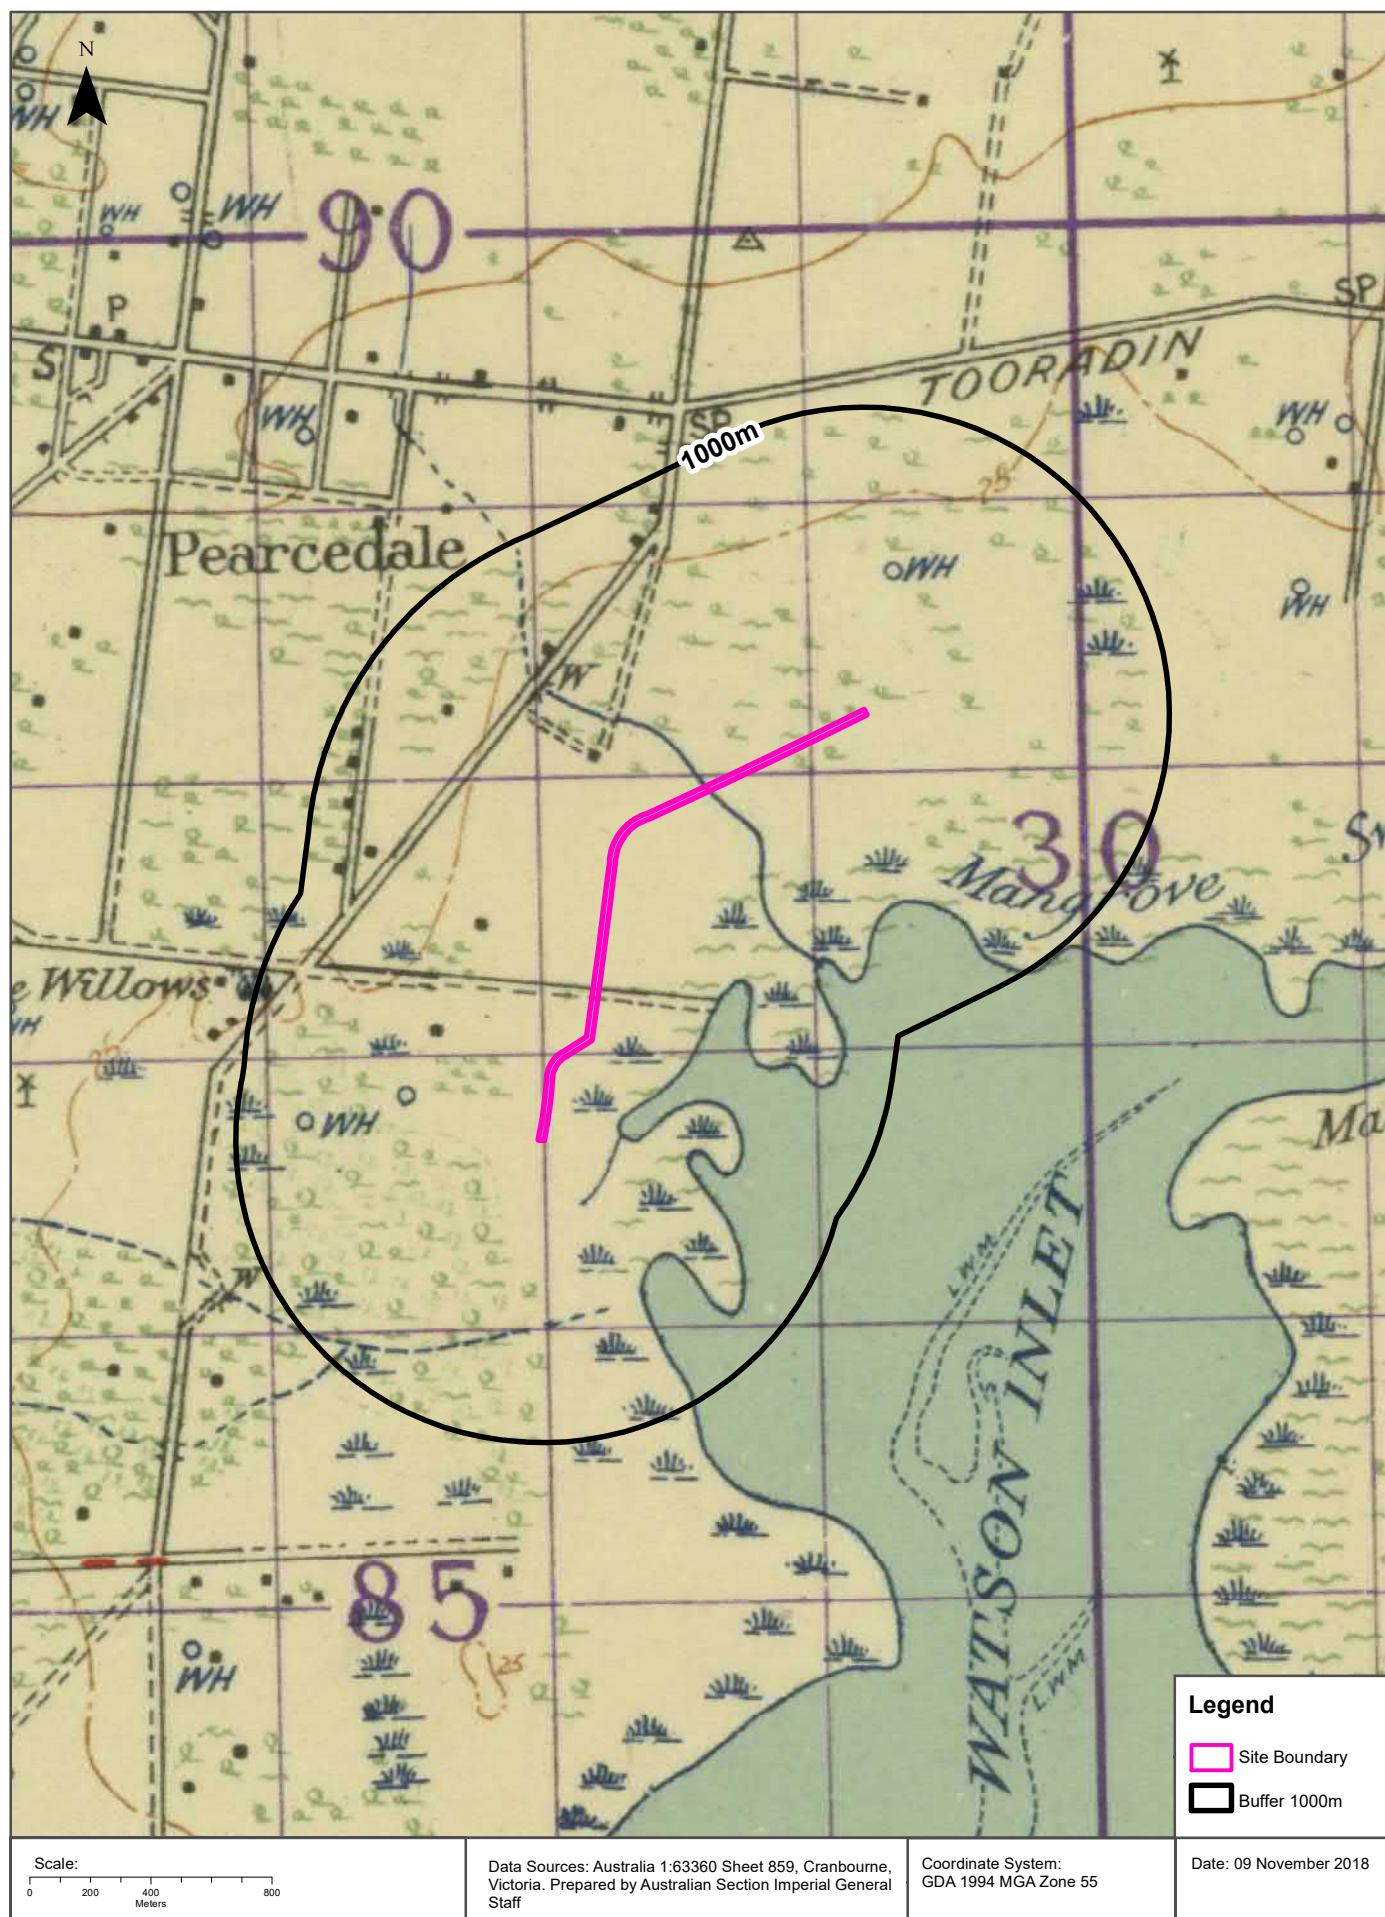 N
WH
WH
WH
90
P
S
SP
TOORADIN
WH
SP
1000m
WH
25
Pearcedale
WH
WH
W
30
Mangrove
e Willows
WH
Ma
L.W.M.
W
WATSON INLET
85
25
WH
L.W.M.
Legend
Site Boundary
Buffer 1000m
Scale:
0 200 400 800
Meters
Data Sources: Australia 1:63360 Sheet 859, Cranbourne,
Victoria. Prepared by Australian Section Imperial General
Staff
Coordinate System:
GDA 1994 MGA Zone 55
Date: 09 November 2018